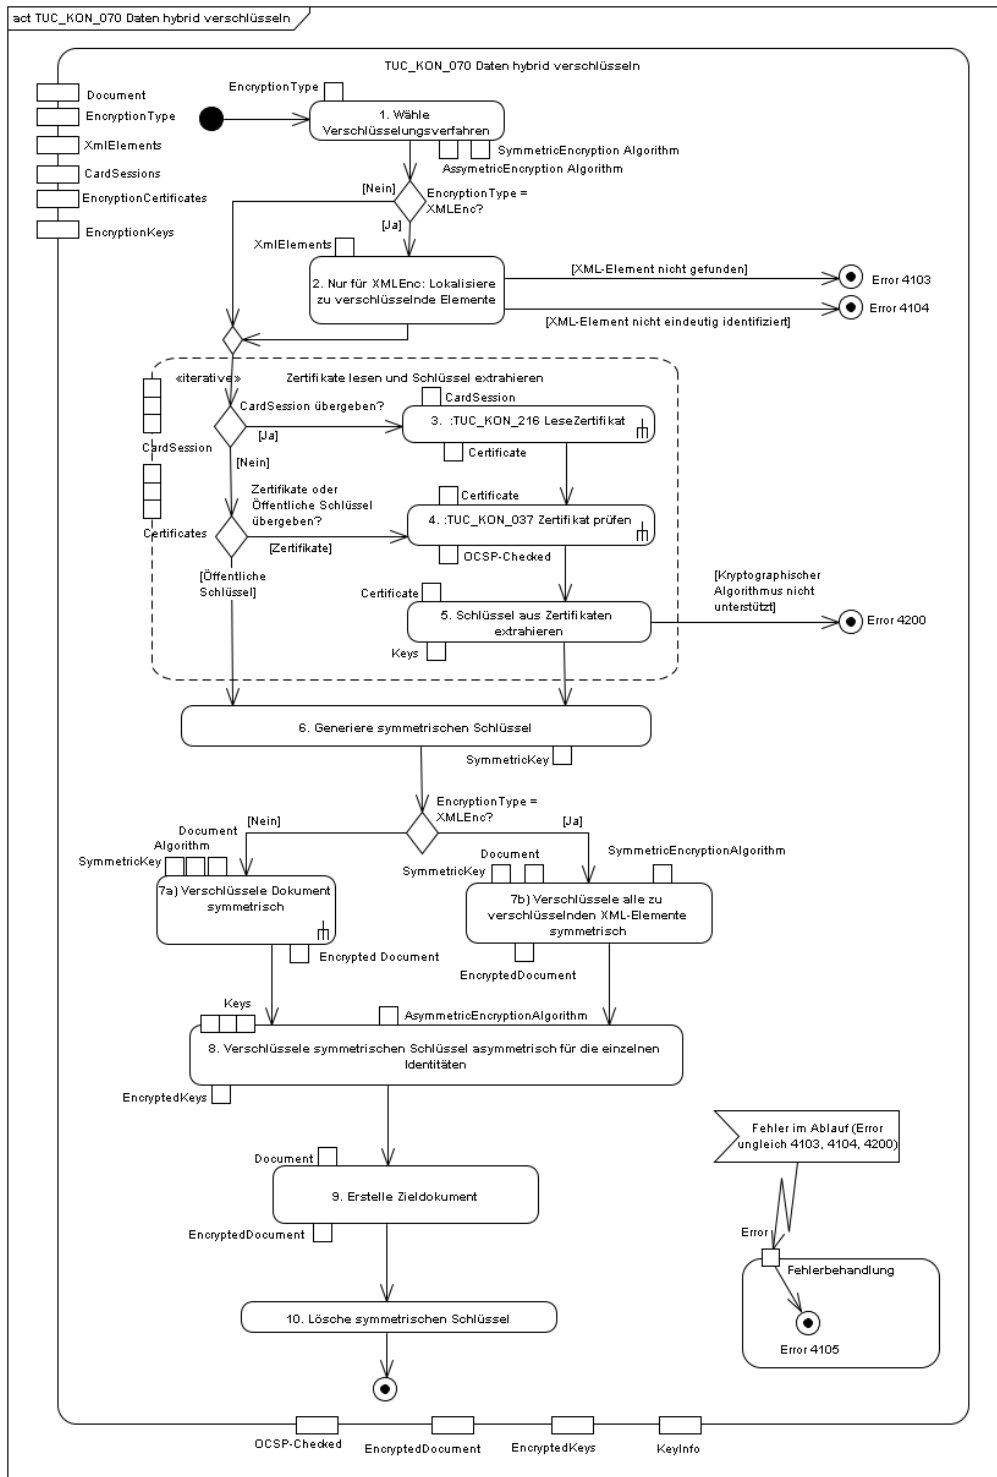 act TUC_KON_070 Daten hybrid verschlüsseln
TUC_KON_070 Daten hybrid verschlüsseln
Document
EncryptionType
XmlElements
CardSessions
EncryptionCertificates
EncryptionKeys
EncryptionType
1. Wähle
Verschlüsselungsverfahren
SymmetricEncryption Algorithm
AssymetricEncryption Algorithm
[Nein]
EncryptionType =
XMLEnc?
[Ja]
XmlElements
2. Nur für XMLEnc: Lokalisiere
zu verschlüsselnde Elemente
[XML-Element nicht gefunden]
Error 4103
[XML-Element nicht eindeutig identifiziert]
Error 4104
«iterative»
Zertifikate lesen und Schlüssel extrahieren
CardSession übergeben?
CardSession
3. :TUC_KON_216 LeseZertifikat
[Ja]
CardSession
Certificate
[Nein]
Zertifikate oder
Öffentliche Schlüssel
übergeben?
Certificate
4. :TUC_KON_037 Zertifikat prüfen
Certificates
[Zertifikate]
OCSP-Checked
[Öffentliche
Schlüssel]
Certificate
5. Schlüssel aus Zertifikaten
extrahieren
Keys
[Kryptographischer
Algorithmus nicht
unterstützt]
Error 4200
6. Generiere symmetrischen Schlüssel
SymmetricKey
EncryptionType =
XMLEnc?
[Nein]
[Ja]
Document
Algorithm
SymmetricKey
7a) Verschlüssele Dokument
symmetrisch
Encrypted Document
Document
SymmetricKey
SymmetricEncryptionAlgorithm
7b) Verschlüssele alle zu
verschlüsselnden XML-Elemente
symmetrisch
EncryptedDocument
Keys
AsymmetricEncryptionAlgorithm
8. Verschlüssele symmetrischen Schlüssel asymmetrisch für die einzelnen
Identitäten
EncryptedKeys
Document
9. Erstelle Zieldokument
EncryptedDocument
10. Lösche symmetrischen Schlüssel
Fehler im Ablauf (Error
ungleich 4103, 4104, 4200)
Error
Fehlerbehandlung
Error 4105
OCSP-Checked
EncryptedDocument
EncryptedKeys
KeyInfo